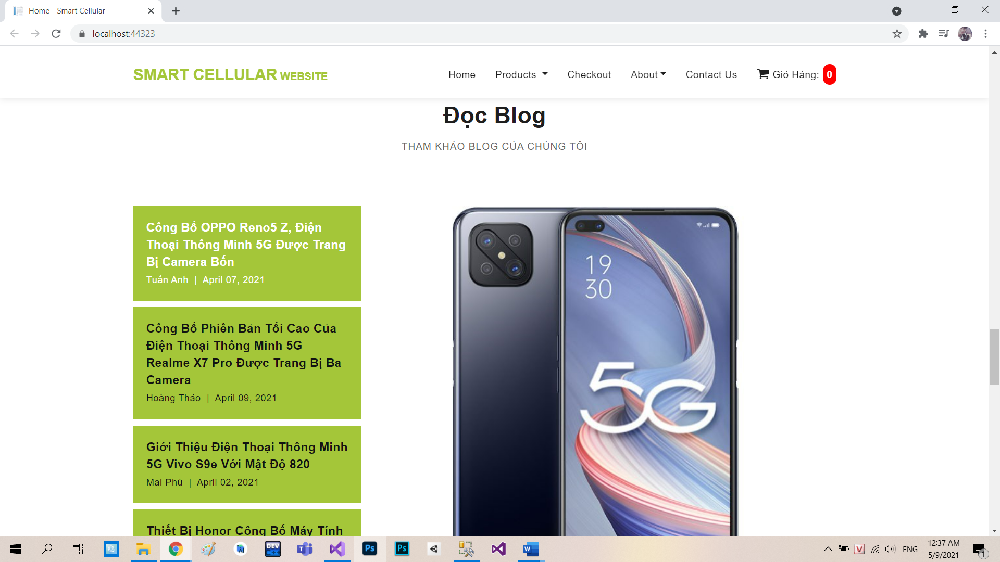 Home - Smart Cellular
localhost:44323
SMART CELLULAR WEBSITE
Home
Products
Checkout
About
Contact Us
Giỏ Hàng: 0
Đọc Blog
THAM KHẢO BLOG CỦA CHÚNG TÔI
Công Bố OPPO Reno5 Z, Điện
Thoại Thông Minh 5G Được Trang
Bị Camera Bốn
Tuấn Anh | April 07, 2021
Công Bố Phiên Bản Tối Cao Của
Điện Thoại Thông Minh 5G
Realme X7 Pro Được Trang Bị Ba
Camera
Hoàng Thảo | April 09, 2021
Giới Thiệu Điện Thoại Thông Minh
5G Vivo S9e Với Mật Độ 820
Mai Phú | April 02, 2021
Thiết Bị Honor Công Bố Máy Tính
19
30
5G
DEV
C++
T
Ps
Ps
W
V
ENG
12:37 AM
5/9/2021
1